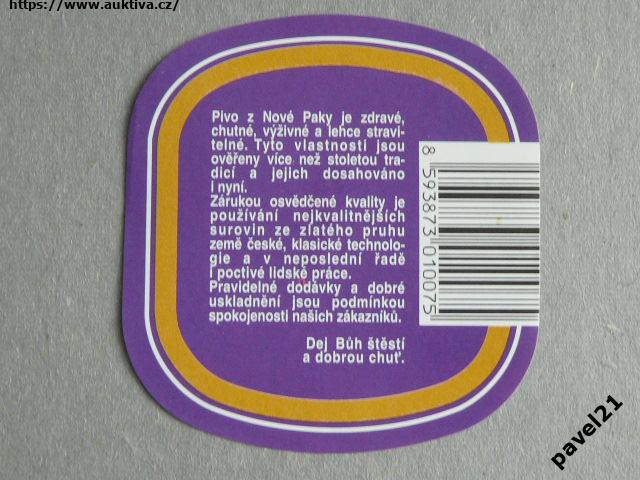 https://www.auktiva.cz/
Pivo z Nové Paky je zdravé,
chutné, výživné a lehce stravi-
telné. Tyto vlastnosti jsou
ověřeny více než stoletou tra-
dicí a jejich dosahováno
i nyní.
Zárukou osvědčené kvality je
používání nejkvalitnějších
surovin ze zlatého pruhu
země české, klasické technolo-
gie a v neposlední řadě
i poctivé lidské práce.
Pravidelné dodávky a dobré
uskladnění jsou podmínkou
spokojenosti našich zákazníků.
Dej Bůh štěstí
a dobrou chuť.
8 593873 010075
pavel21